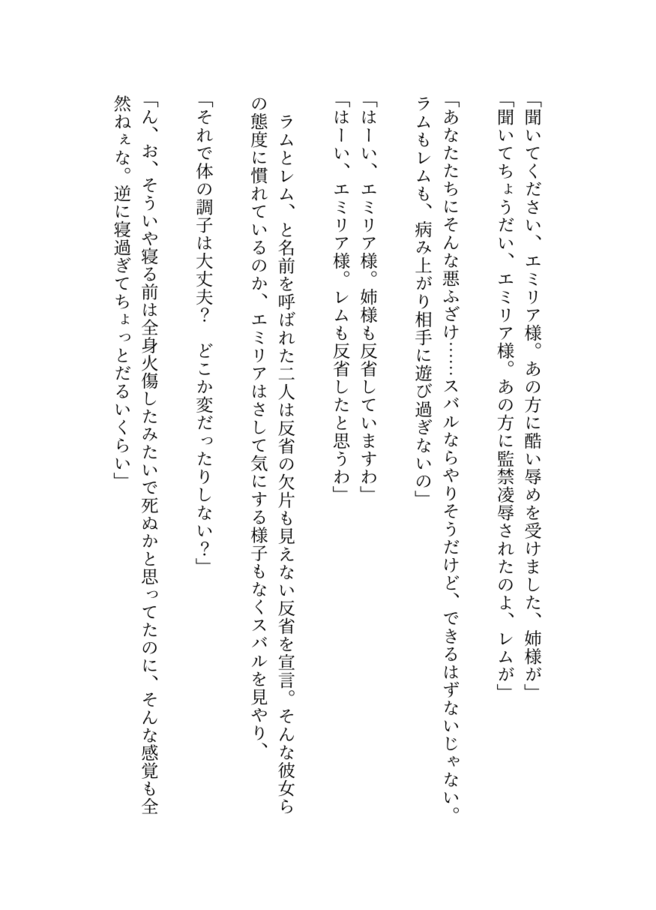 「聞いてください、エミリア様。あの方に酷い辱めを受けました、姉様が」
「聞いてちょうだい、エミリア様。あの方に監禁凌辱されたのよ、レムが」
「あなたたちにそんな悪ふざけ……スバルならやりそうだけど、できるはずないじゃない。
ラムもレムも、病み上がり相手に遊び過ぎないの」
「はーい、エミリア様。姉様も反省していますわ」
「はーい、エミリア様。レムも反省したと思うわ」
　ラムとレム、と名前を呼ばれた二人は反省の欠片も見えない反省を宣言。そんな彼女ら
の態度に慣れているのか、エミリアはさして気にする様子もなくスバルを見やり、
「それで体の調子は大丈夫？　どこか変だったりしない？」
「ん、お、そういや寝る前は全身火傷したみたいで死ぬかと思ってたのに、そんな感覚も全
然ねぇな。逆に寝過ぎてちょっとだるいくらい」